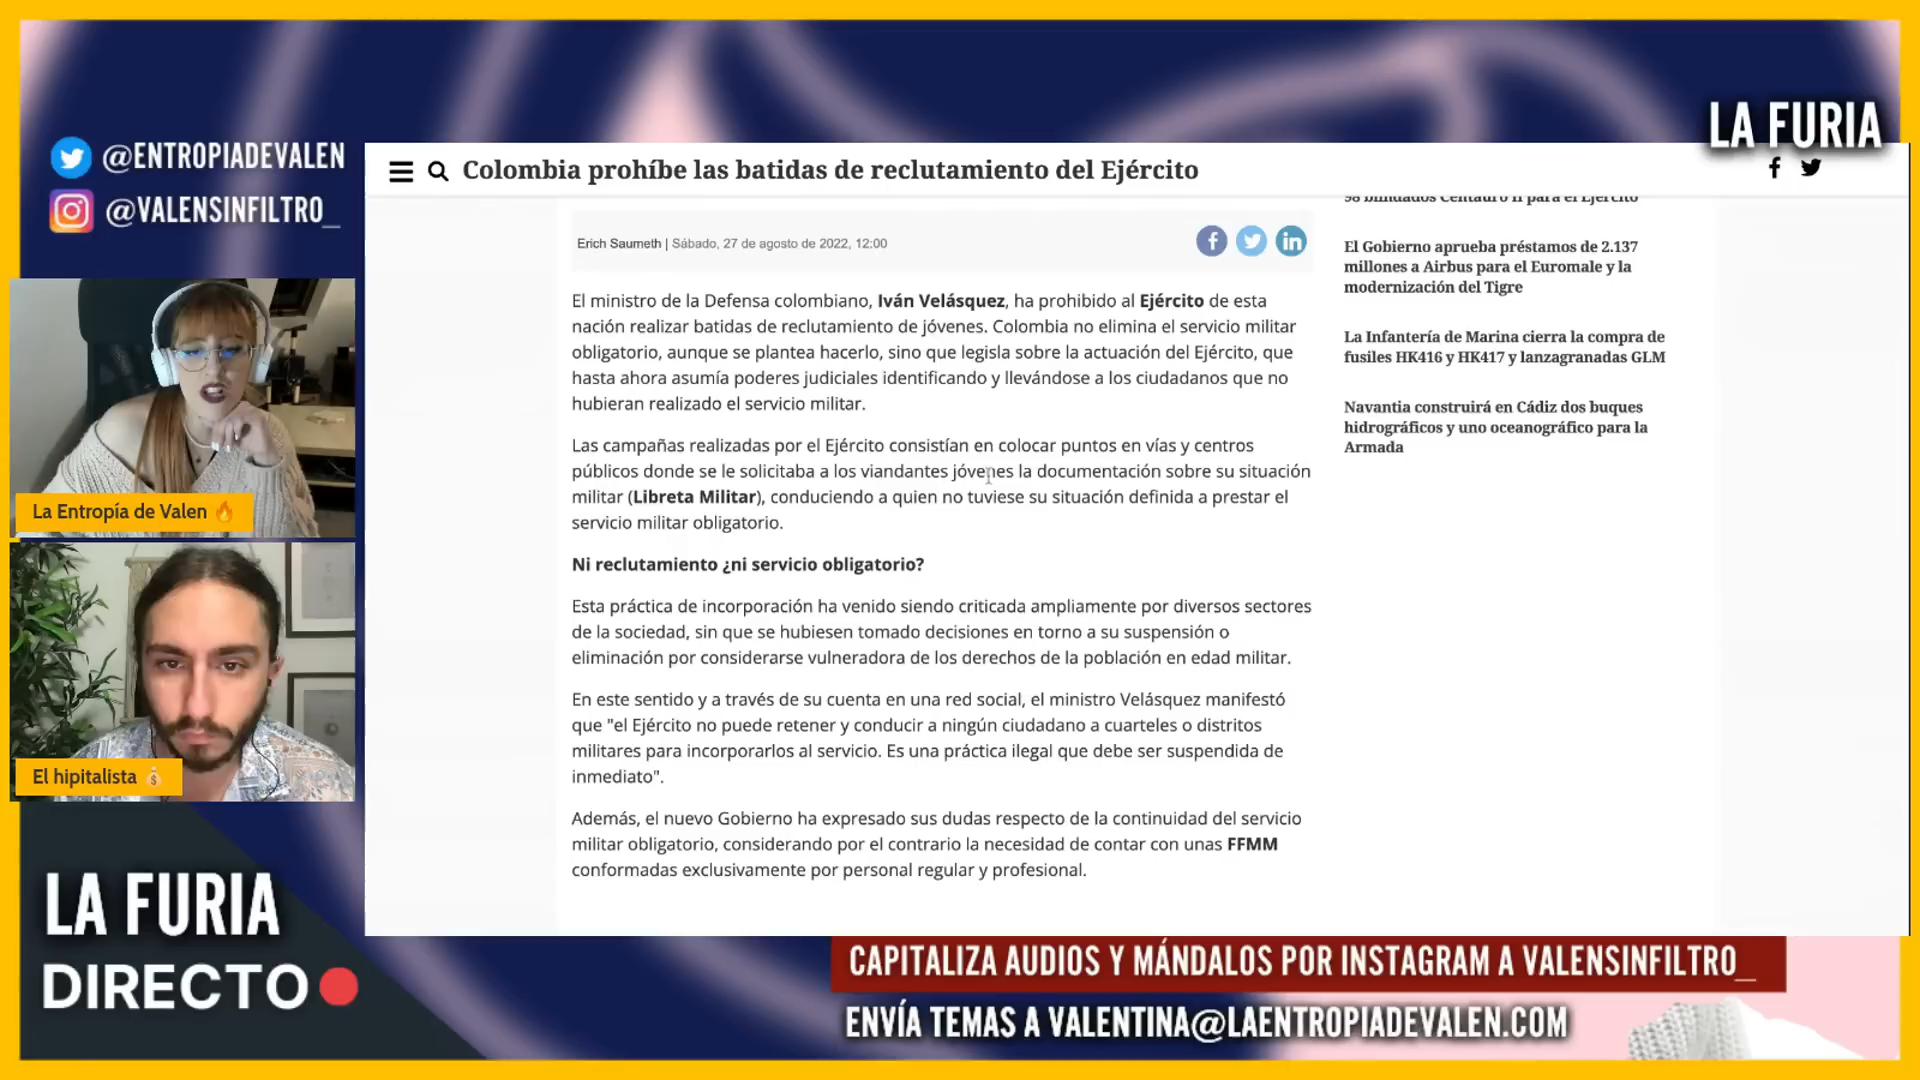 LA FURIA
@ENTROPIADEVALEN
@VALENSINFILTRO_
Colombia prohíbe las batidas de reclutamiento del Ejército
Erich Saumeth | Sábado, 27 de agosto de 2022, 12:00
El ministro de la Defensa colombiano, Iván Velásquez, ha prohibido al Ejército de esta
nación realizar batidas de reclutamiento de jóvenes. Colombia no elimina el servicio militar
obligatorio, aunque se plantea hacerlo, sino que legisla sobre la actuación del Ejército, que
hasta ahora asumía poderes judiciales identificando y llevándose a los ciudadanos que no
hubieran realizado el servicio militar.
Las campañas realizadas por el Ejército consistían en colocar puntos en vías y centros
públicos donde se le solicitaba a los viandantes jóvenes la documentación sobre su situación
militar (Libreta Militar), conduciendo a quien no tuviese su situación definida a prestar el
servicio militar obligatorio.
Ni reclutamiento ¿ni servicio obligatorio?
Esta práctica de incorporación ha venido siendo criticada ampliamente por diversos sectores
de la sociedad, sin que se hubiesen tomado decisiones en torno a su suspensión o
eliminación por considerarse vulneradora de los derechos de la población en edad militar.
En este sentido y a través de su cuenta en una red social, el ministro Velásquez manifestó
que "el Ejército no puede retener y conducir a ningún ciudadano a cuarteles o distritos
militares para incorporarlos al servicio. Es una práctica ilegal que debe ser suspendida de
inmediato".
Además, el nuevo Gobierno ha expresado sus dudas respecto de la continuidad del servicio
militar obligatorio, considerando por el contrario la necesidad de contar con unas FFMM
conformadas exclusivamente por personal regular y profesional.
98 blindados Centauro II para el Ejército
El Gobierno aprueba préstamos de 2.137
millones a Airbus para el Euromale y la
modernización del Tigre
La Infantería de Marina cierra la compra de
fusiles HK416 y HK417 y lanzagranadas GLM
Navantia construirá en Cádiz dos buques
hidrográficos y uno oceanográfico para la
Armada
La Entropía de Valen
El hipitalista
LA FURIA
DIRECTO
CAPITALIZA AUDIOS Y MÁNDALOS POR INSTAGRAM A VALENSINFILTRO_
ENVÍA TEMAS A VALENTINA@LAENTROPIADEVALEN.COM